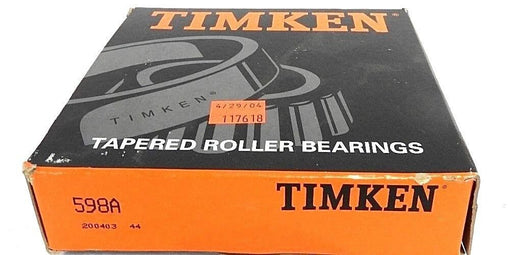 TIMKEN®
TIMKEN®
4/29/04
117618
TAPERED ROLLER BEARINGS
598A
200403 44
TIMKEN®